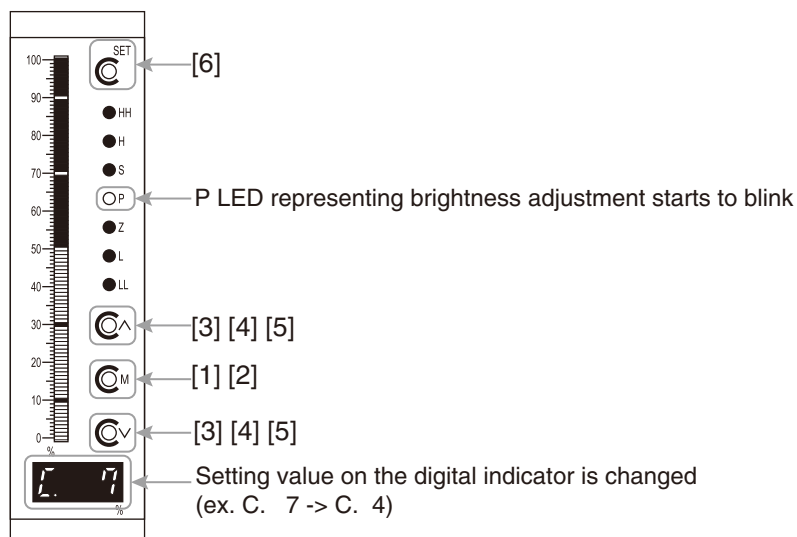 SET
[6]
100
90
HH
80
H
S
70
P
P LED representing brightness adjustment starts to blink
60
Z
50
L
40
LL
30
[3] [4] [5]
20
M
[1] [2]
10
[3] [4] [5]
0
%
C. 7
%
Setting value on the digital indicator is changed
(ex. C. 7 -> C. 4)